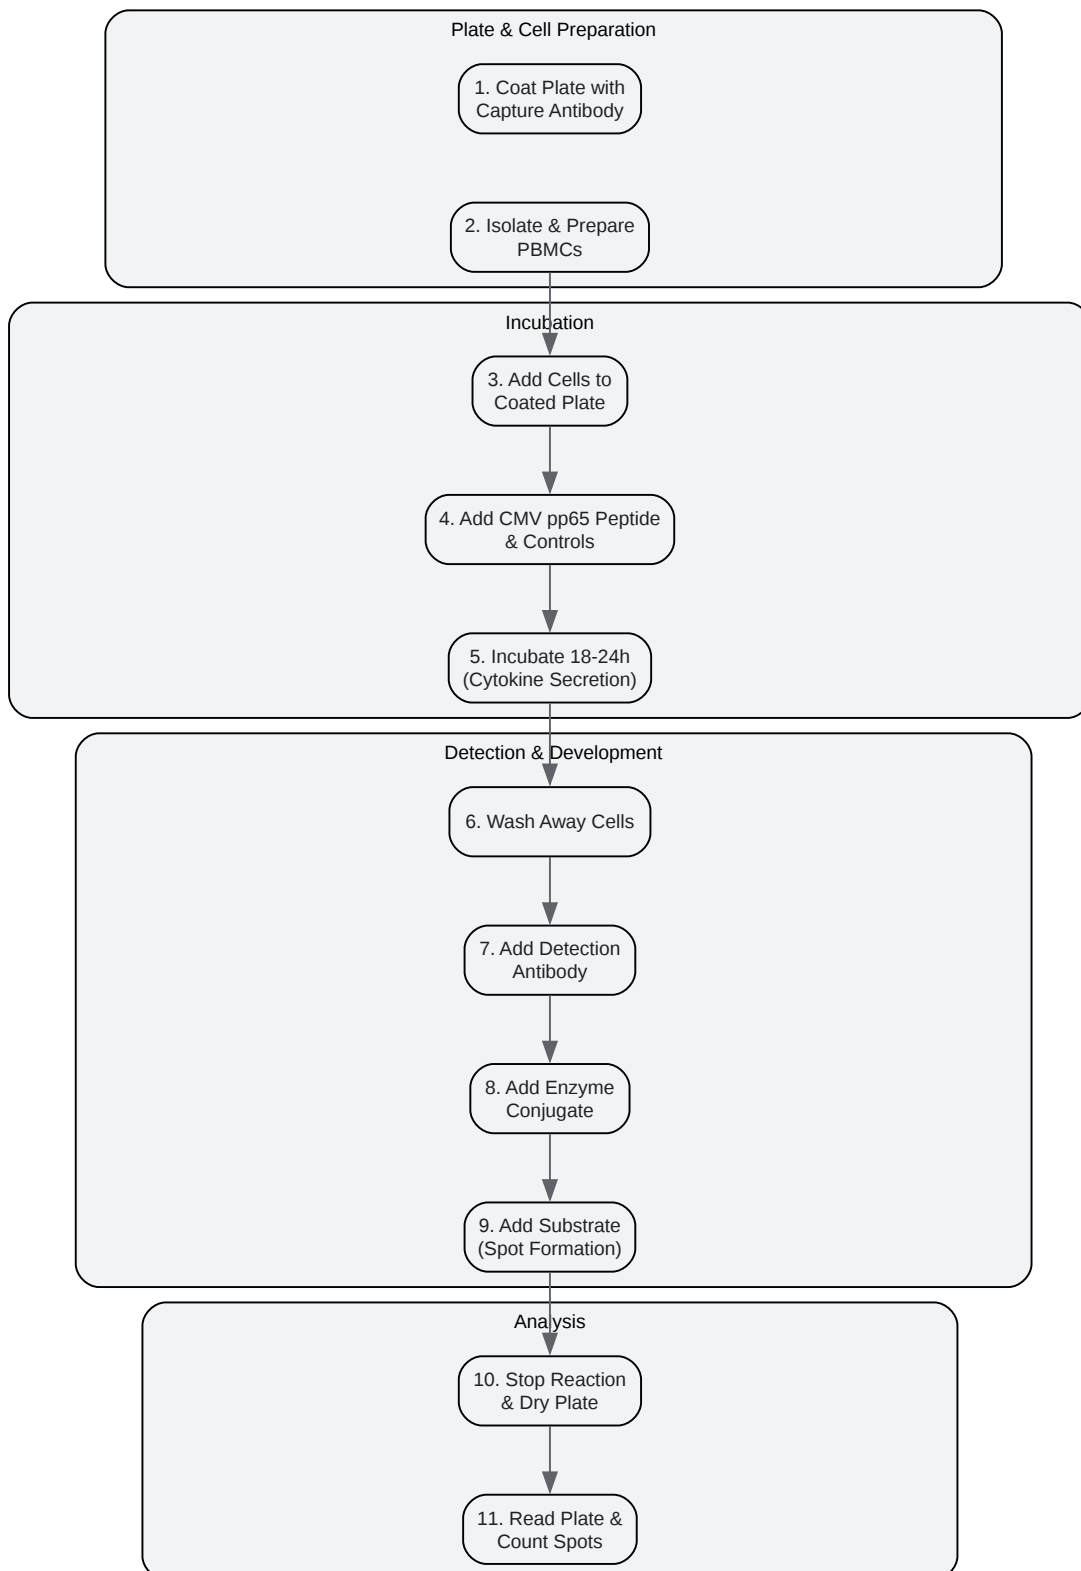 Plate & Cell Preparation
1. Coat Plate with
Capture Antibody
2. Isolate & Prepare
PBMCs
Incubation
3. Add Cells to
Coated Plate
4. Add CMV pp65 Peptide
& Controls
5. Incubate 18-24h
(Cytokine Secretion)
Detection & Development
6. Wash Away Cells
7. Add Detection
Antibody
8. Add Enzyme
Conjugate
9. Add Substrate
(Spot Formation)
Analysis
10. Stop Reaction
& Dry Plate
11. Read Plate &
Count Spots